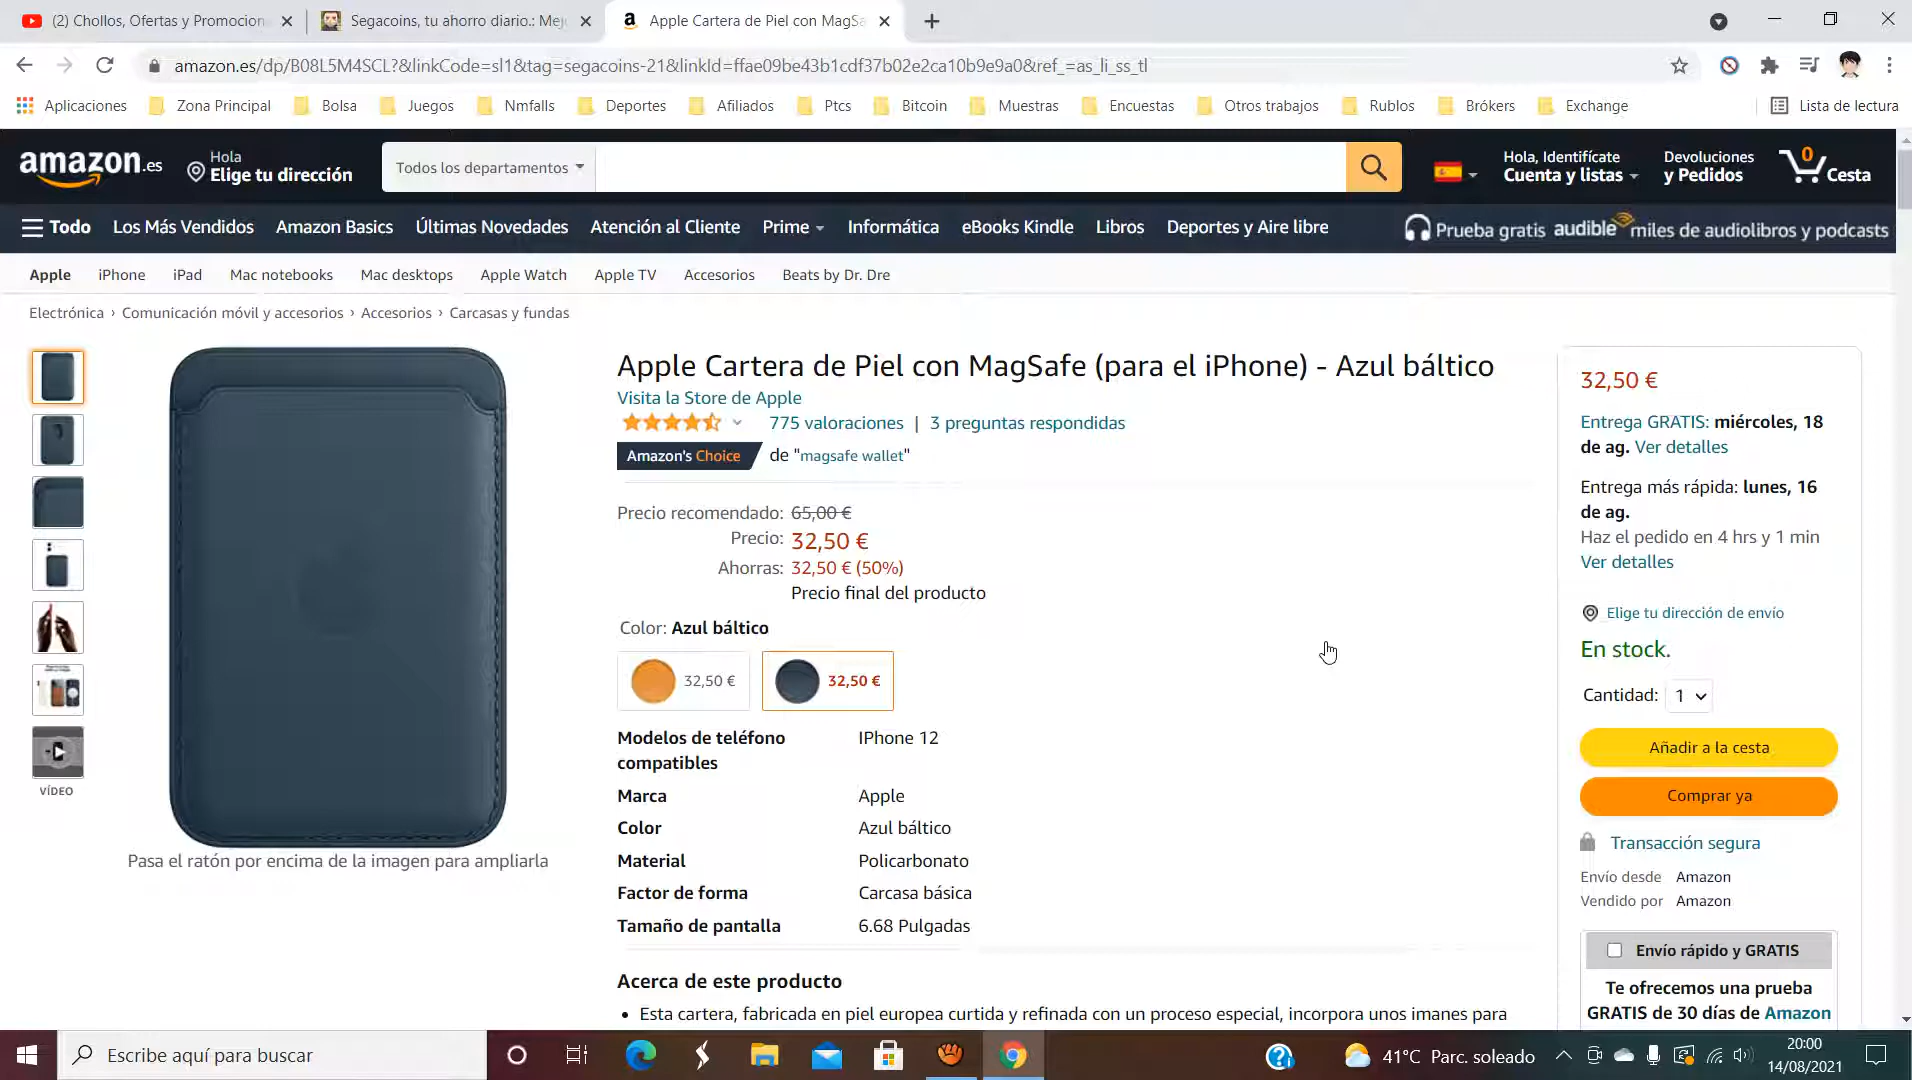 (2) Chollos, Ofertas y Promocion
Segacoins, tu ahorro diario.: Mej
Apple Cartera de Piel con MagSa
amazon.es/dp/B08L5M4SCL?&linkCode=sl1&tag=segacoins-21&linkId=ffae09be43b1cdf37b02e2ca10b9e9a0&ref_=as_li_ss_tl
Aplicaciones Zona Principal Bolsa Juegos Nmfalls Deportes Afiliados Ptcs Bitcoin Muestras Encuestas Otros trabajos Rublos Brókers Exchange Lista de lectura
amazon.es
Hola
Elige tu dirección
Todos los departamentos
Hola, Identifícate
Cuenta y listas
Devoluciones
y Pedidos
0
Cesta
Todo Los Más Vendidos Amazon Basics Últimas Novedades Atención al Cliente Prime Informática eBooks Kindle Libros Deportes y Aire libre
Prueba gratis audible miles de audiolibros y podcasts
Apple iPhone iPad Mac notebooks Mac desktops Apple Watch Apple TV Accesorios Beats by Dr. Dre
Electrónica › Comunicación móvil y accesorios › Accesorios › Carcasas y fundas
VÍDEO
Pasa el ratón por encima de la imagen para ampliarla
Apple Cartera de Piel con MagSafe (para el iPhone) - Azul báltico
Visita la Store de Apple
775 valoraciones | 3 preguntas respondidas
Amazon's Choice de "magsafe wallet"
Precio recomendado: 65,00 €
Precio: 32,50 €
Ahorras: 32,50 € (50%)
Precio final del producto
Color: Azul báltico
32,50 €
32,50 €
Modelos de teléfono compatibles IPhone 12
Marca Apple
Color Azul báltico
Material Policarbonato
Factor de forma Carcasa básica
Tamaño de pantalla 6.68 Pulgadas
Acerca de este producto
• Esta cartera, fabricada en piel europea curtida y refinada con un proceso especial, incorpora unos imanes para
32,50 €
Entrega GRATIS: miércoles, 18
de ag. Ver detalles
Entrega más rápida: lunes, 16
de ag.
Haz el pedido en 4 hrs y 1 min
Ver detalles
Elige tu dirección de envío
En stock.
Cantidad: 1
Añadir a la cesta
Comprar ya
Transacción segura
Envío desde Amazon
Vendido por Amazon
Envío rápido y GRATIS
Te ofrecemos una prueba
GRATIS de 30 días de Amazon
Escribe aquí para buscar
41°C Parc. soleado
20:00
14/08/2021